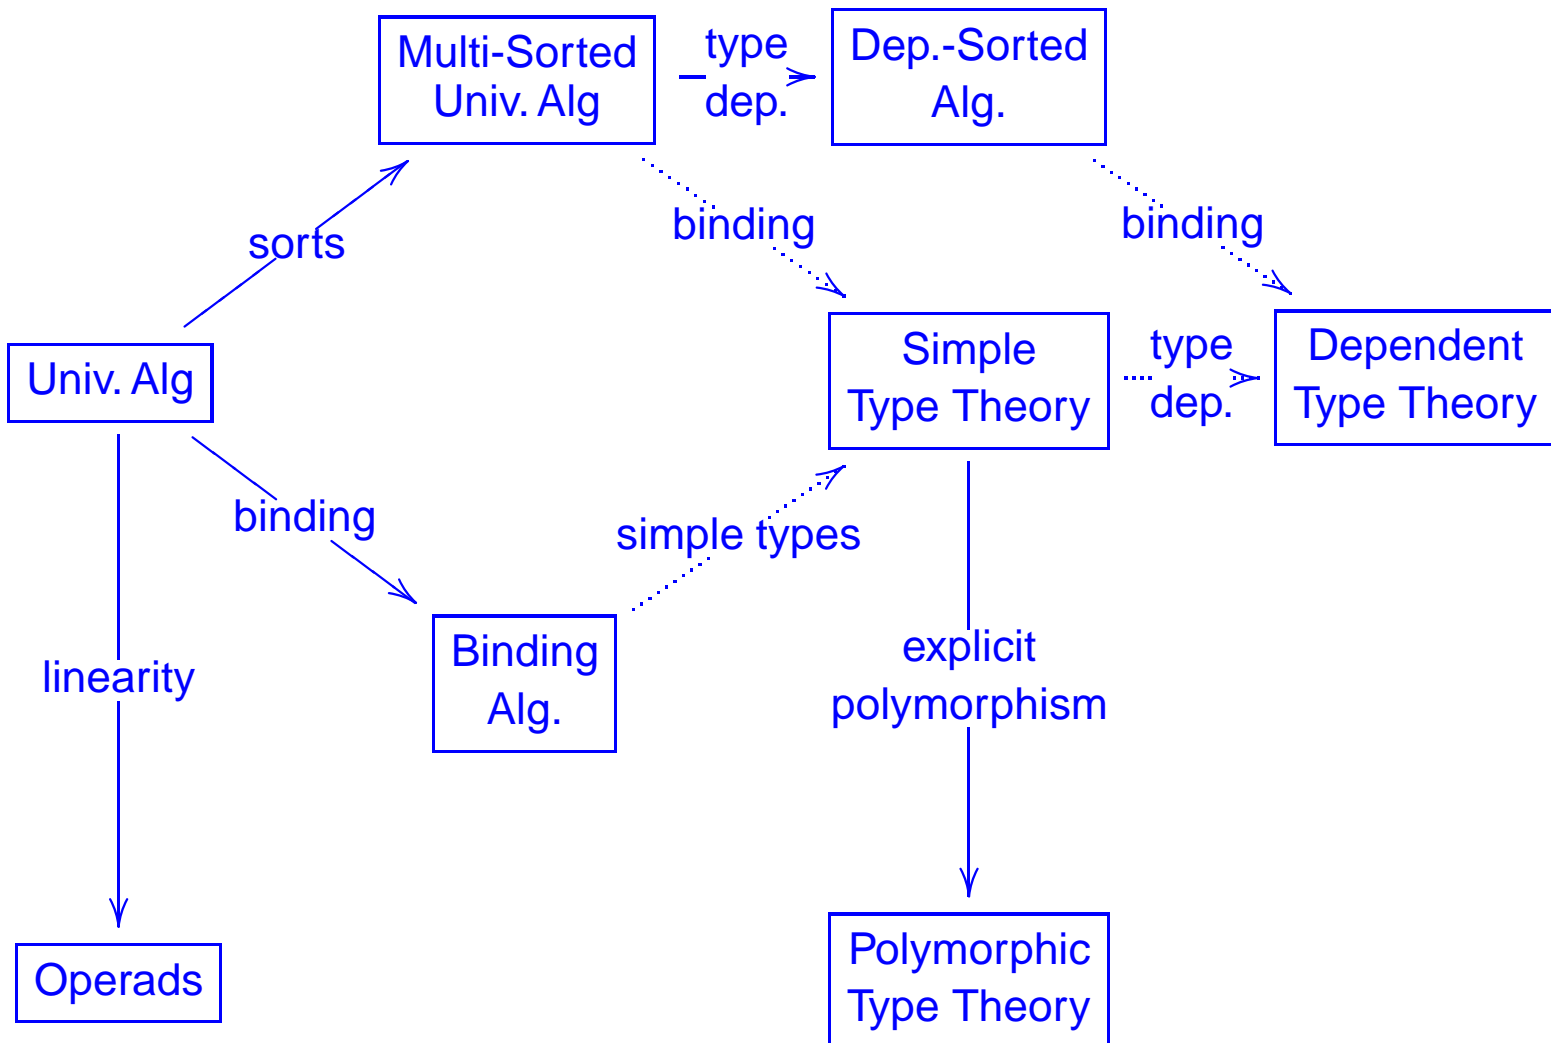 Multi-Sorted
Univ. Alg
type
dep.
Dep.-Sorted
Alg.
sorts
binding
binding
Univ. Alg
Simple
Type Theory
type
dep.
Dependent
Type Theory
binding
simple types
linearity
Binding
Alg.
explicit
polymorphism
Operads
Polymorphic
Type Theory